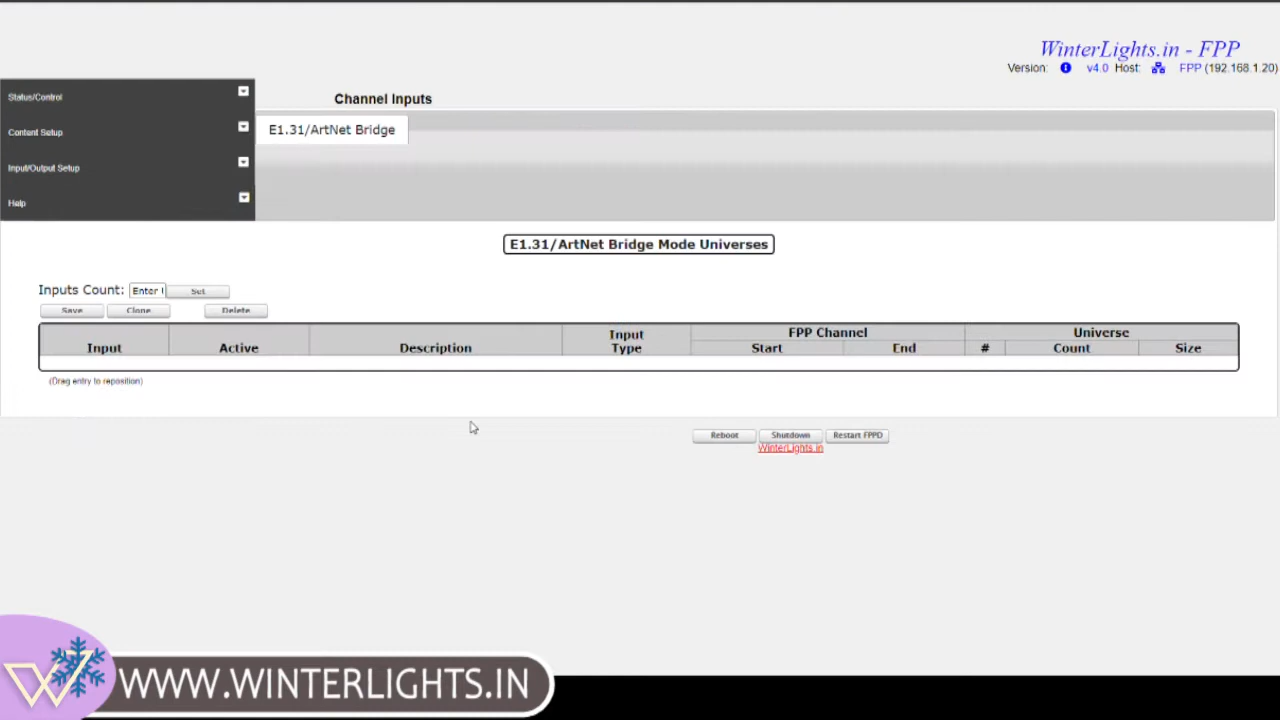 WinterLights.in - FPP
Version: v4.0 Host: FPP (192.168.1.20)
Status/Control
Content Setup
Input/Output Setup
Help
Channel Inputs
E1.31/ArtNet Bridge
E1.31/ArtNet Bridge Mode Universes
Inputs Count: Enter Set
Save Clone Delete
Input Active Description Input Type FPP Channel Start End Universe # Count Size
(Drag entry to reposition)
Reboot Shutdown Restart FPPD
WinterLights.in
W
WWW.WINTERLIGHTS.IN